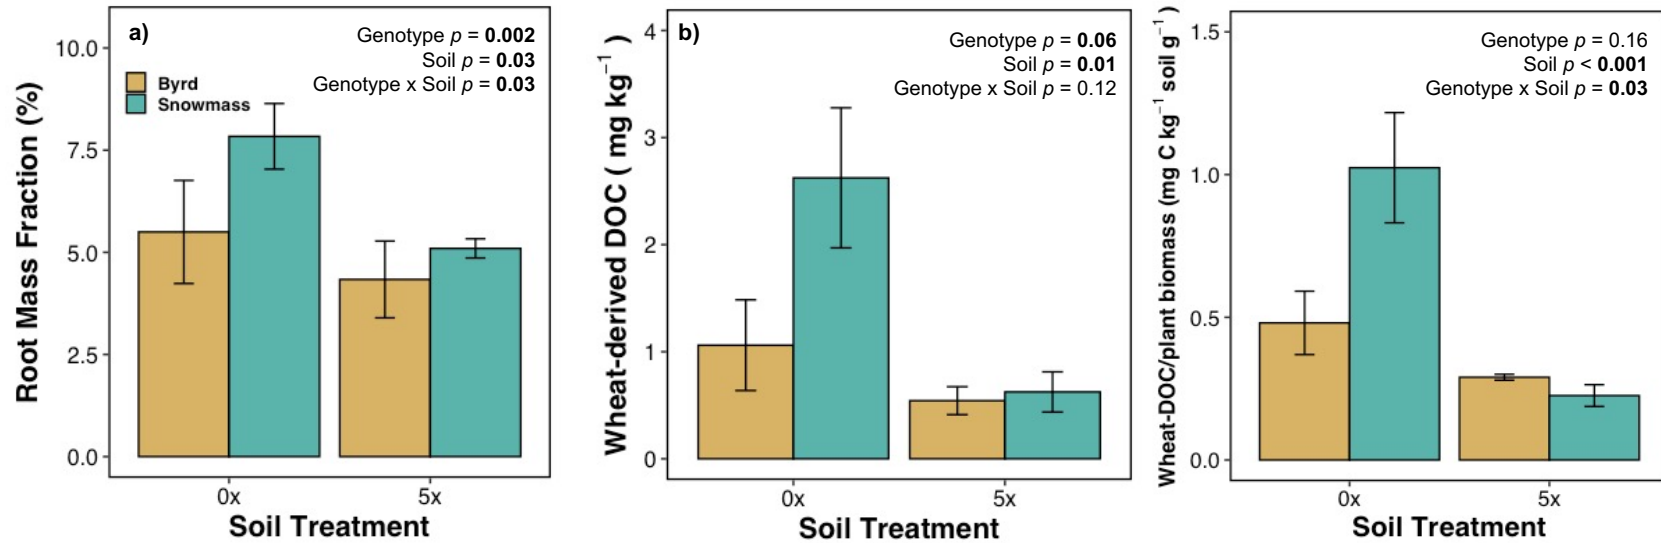 Root Mass Fraction (%)
10.0
7.5
5.0
2.5
0.0
a)
Genotype p = 0.002
Soil p = 0.03
Genotype x Soil p = 0.03
Byrd
Snowmass
0x
5x
Soil Treatment
Wheat-derived DOC ( mg kg⁻¹ )
4
3
2
1
0
b)
Genotype p = 0.06
Soil p = 0.01
Genotype x Soil p = 0.12
0x
5x
Soil Treatment
Wheat-DOC/plant biomass (mg C kg⁻¹ soil g⁻¹)
1.5
1.0
0.5
0.0
Genotype p = 0.16
Soil p < 0.001
Genotype x Soil p = 0.03
0x
5x
Soil Treatment